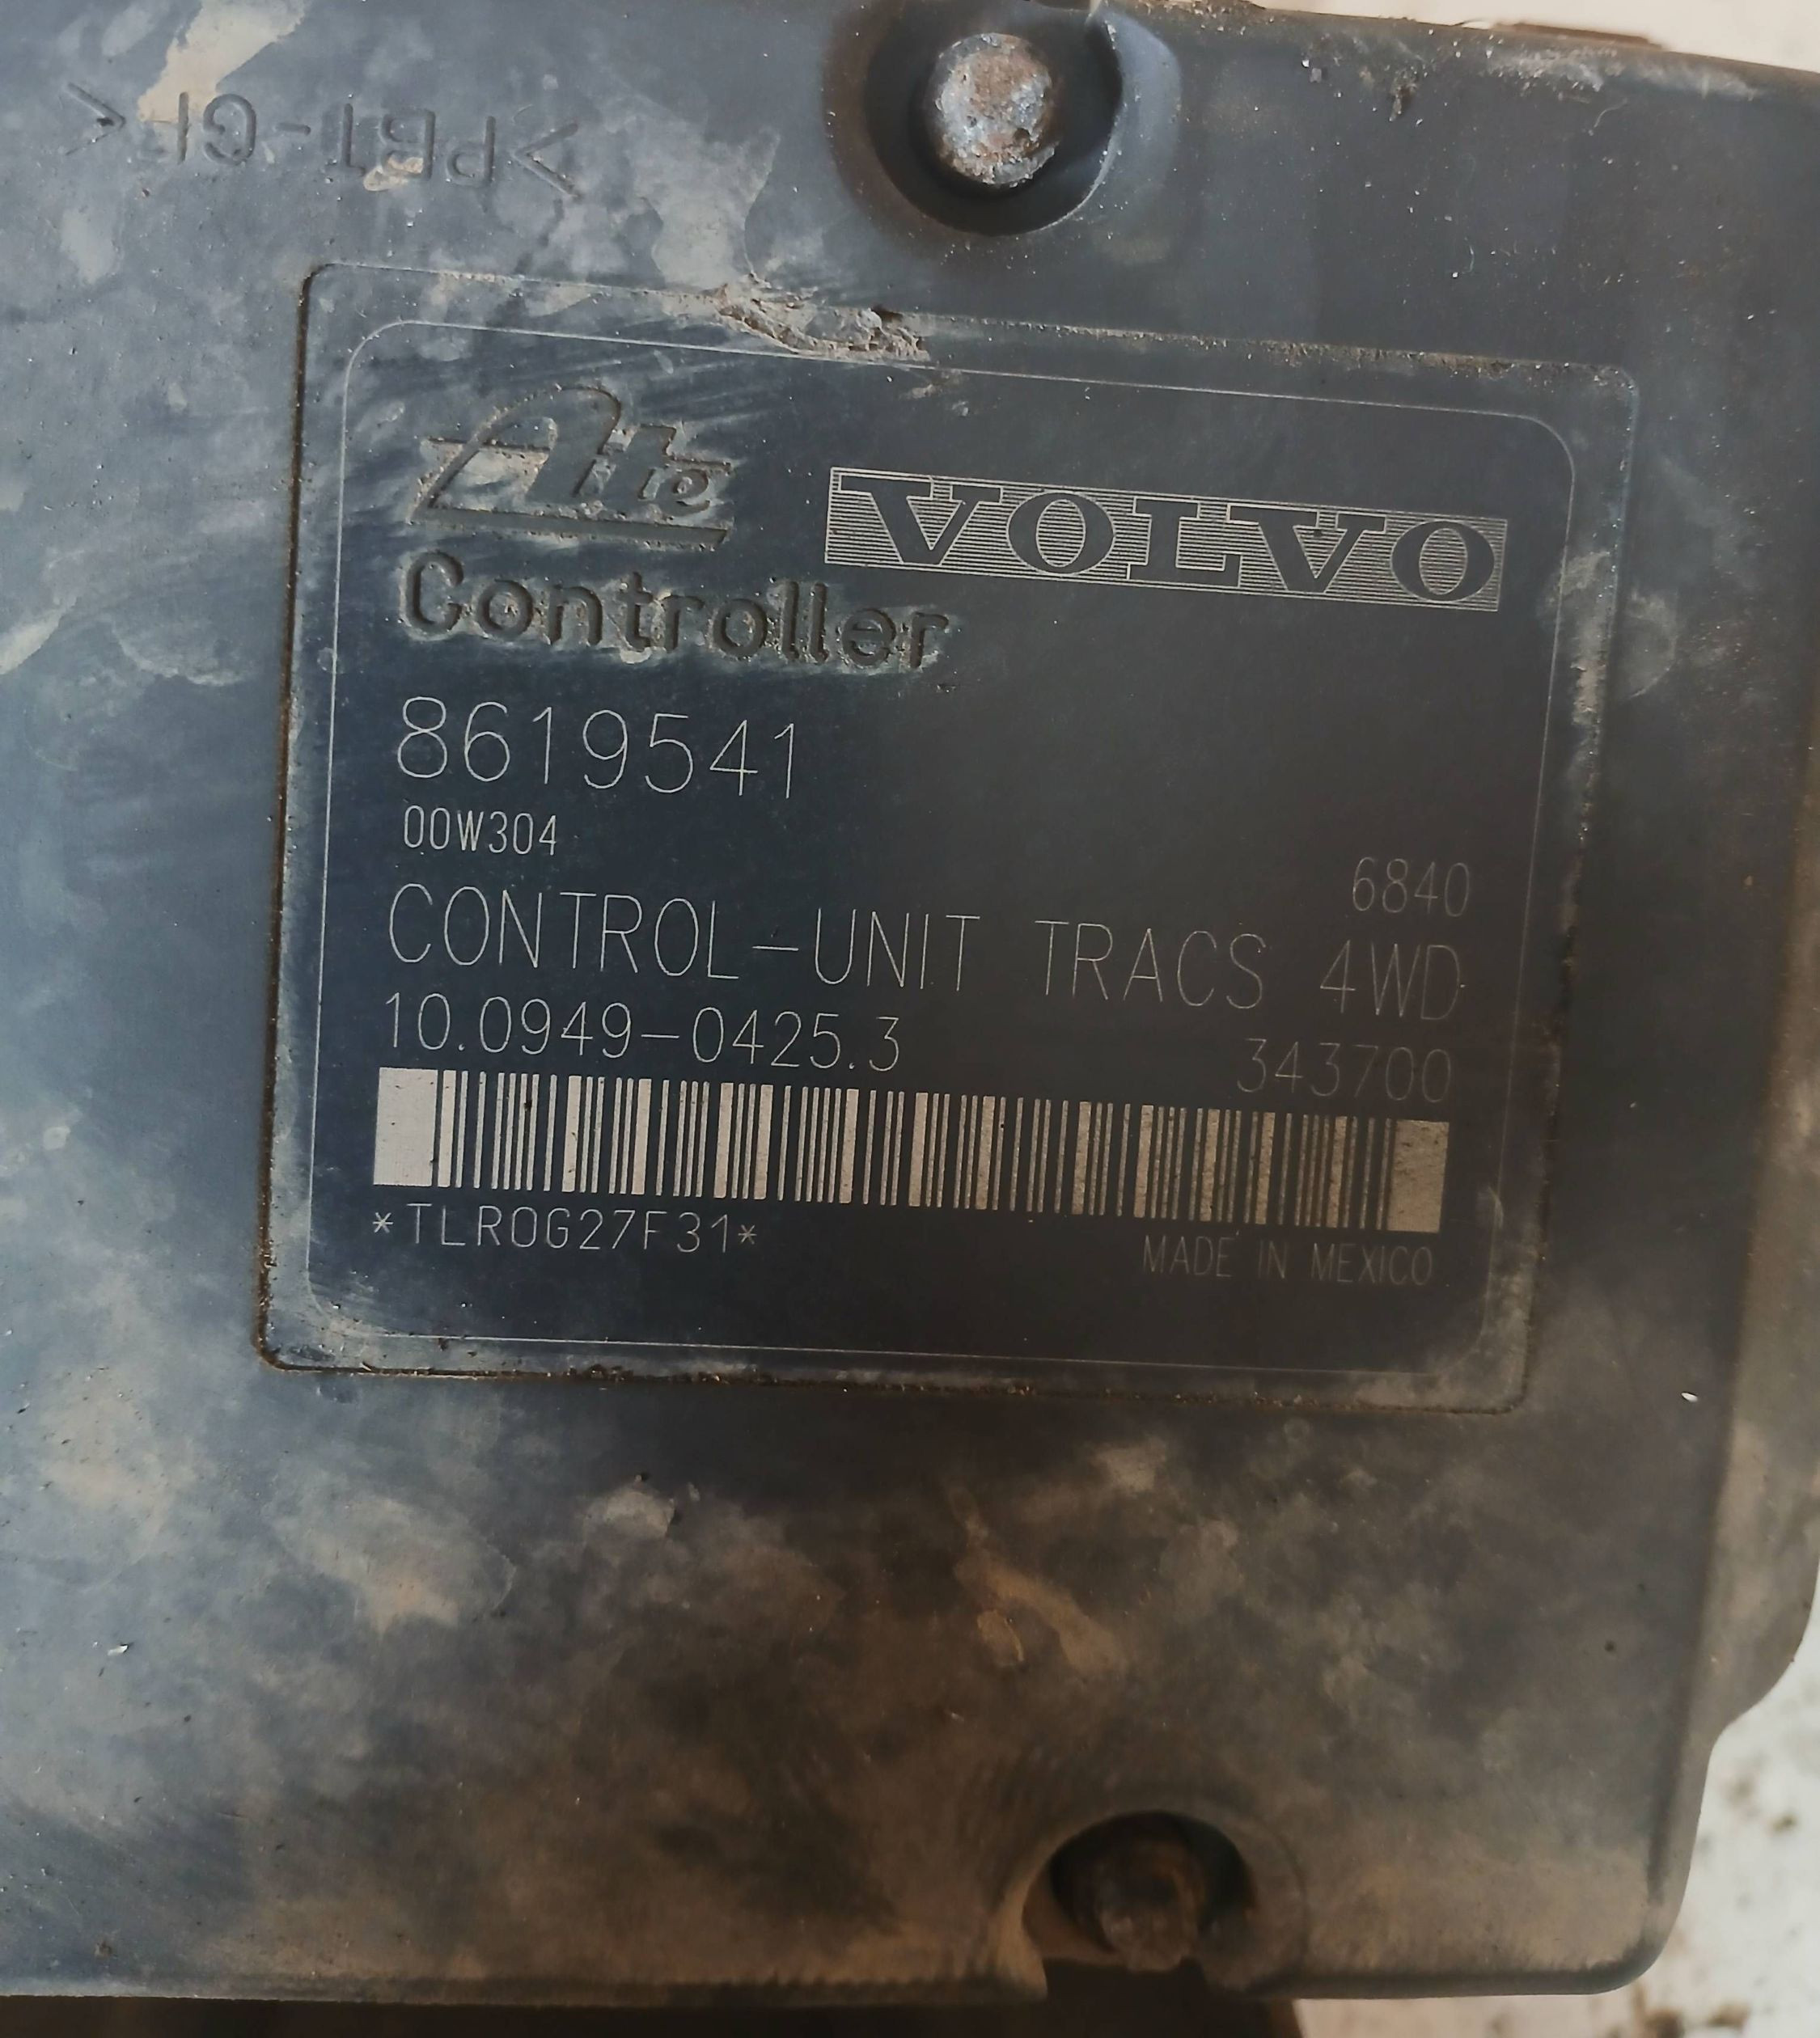 >PBT-GF<
Ate
VOLVO
Controller
8619541
00W304
6840
CONTROL-UNIT TRACS 4WD
10.0949-0425.3
343700
*TLROG27F31*
MADE IN MEXICO